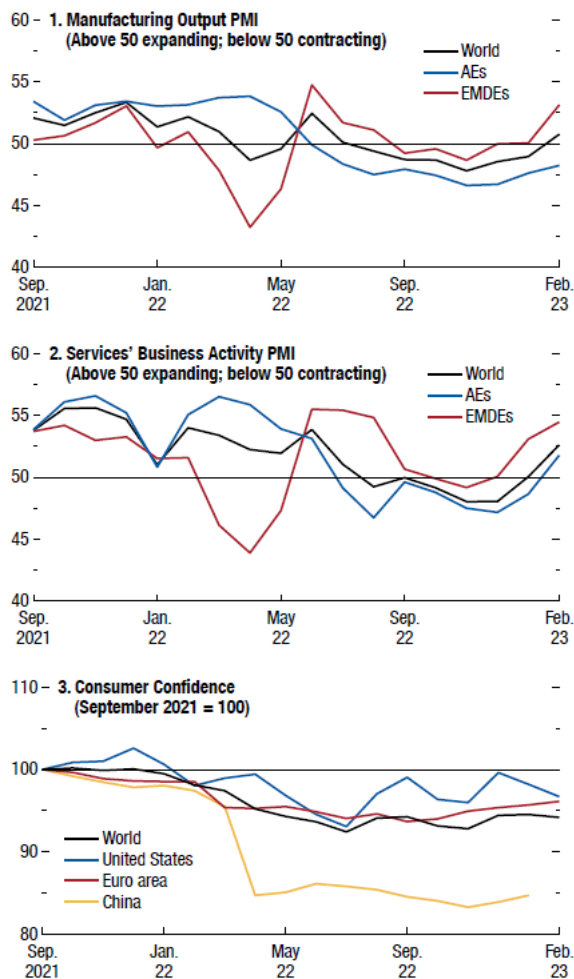 60
1. Manufacturing Output PMI
(Above 50 expanding; below 50 contracting)
World
AEs
EMDEs
55
50
45
40
Sep. Jan. May Sep. Feb.
2021 22 22 22 23
60
2. Services' Business Activity PMI
(Above 50 expanding; below 50 contracting)
World
AEs
EMDEs
55
50
45
40
Sep. Jan. May Sep. Feb.
2021 22 22 22 23
110
3. Consumer Confidence
(September 2021 = 100)
100
90
World
United States
Euro area
China
80
Sep. Jan. May Sep. Feb.
2021 22 22 22 23